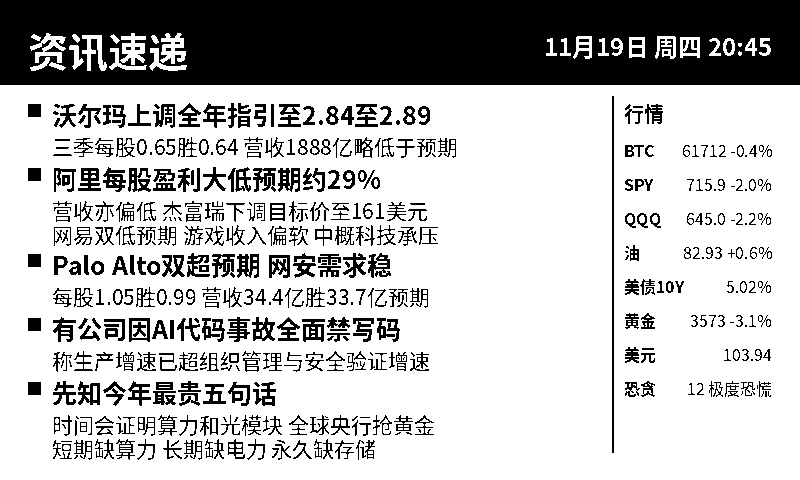 资讯速递
11月19日 周四 20:45
沃尔玛上调全年指引至2.84至2.89
三季每股0.65胜0.64 营收1888亿略低于预期
阿里每股盈利大低预期约29%
营收亦偏低 杰富瑞下调目标价至161美元
网易双低预期 游戏收入偏软 中概科技承压
Palo Alto双超预期 网安需求稳
每股1.05胜0.99 营收34.4亿胜33.7亿预期
有公司因AI代码事故全面禁写码
称生产增速已超组织管理与安全验证增速
先知今年最贵五句话
时间会证明算力和光模块 全球央行抢黄金
短期缺算力 长期缺电力 永久缺存储
行情
BTC 61712 -0.4%
SPY 715.9 -2.0%
QQQ 645.0 -2.2%
油 82.93 +0.6%
美债10Y 5.02%
黄金 3573 -3.1%
美元 103.94
恐贪 12 极度恐慌